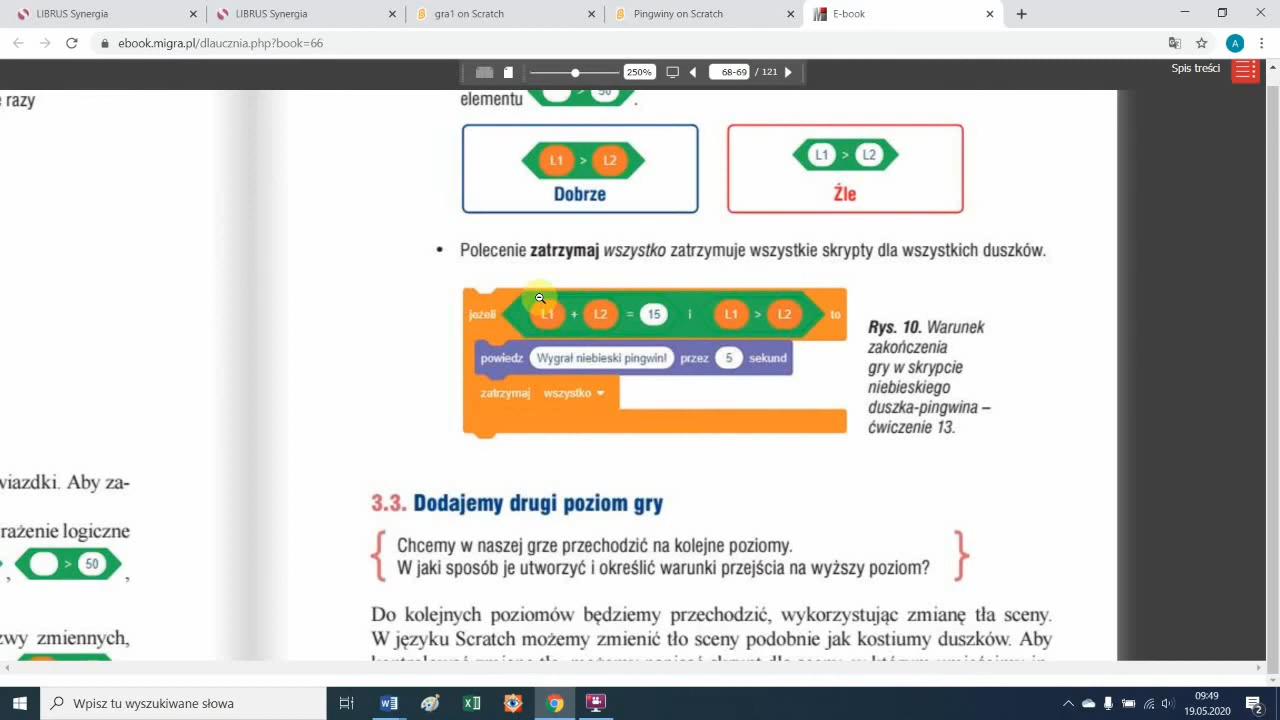 LIBRUS Synergia
LIBRUS Synergia
gra1 on Scratch
Pingwiny on Scratch
E-book
ebook.migra.pl/dlaucznia.php?book=66
A
250%
68-69 / 121
Spis treści
razy
elementu > 50 .
L1 > L2
Dobrze
L1 > L2
Źle
• Polecenie zatrzymaj wszystko zatrzymuje wszystkie skrypty dla wszystkich duszków.
jeżeli L1 + L2 = 15 i L1 > L2 to
powiedz Wygrał niebieski pingwin! przez 5 sekund
zatrzymaj wszystko
Rys. 10. Warunek
zakończenia
gry w skrypcie
niebieskiego
duszka-pingwina –
ćwiczenie 13.
wiazdki. Aby za-
rażenie logiczne
, > 50 ,
zwy zmiennych,
3.3. Dodajemy drugi poziom gry
Chcemy w naszej grze przechodzić na kolejne poziomy.
W jaki sposób je utworzyć i określić warunki przejścia na wyższy poziom?
Do kolejnych poziomów będziemy przechodzić, wykorzystując zmianę tła sceny.
W języku Scratch możemy zmienić tło sceny podobnie jak kostiumy duszków. Aby
Wpisz tu wyszukiwane słowa
09:49
19.05.2020
2